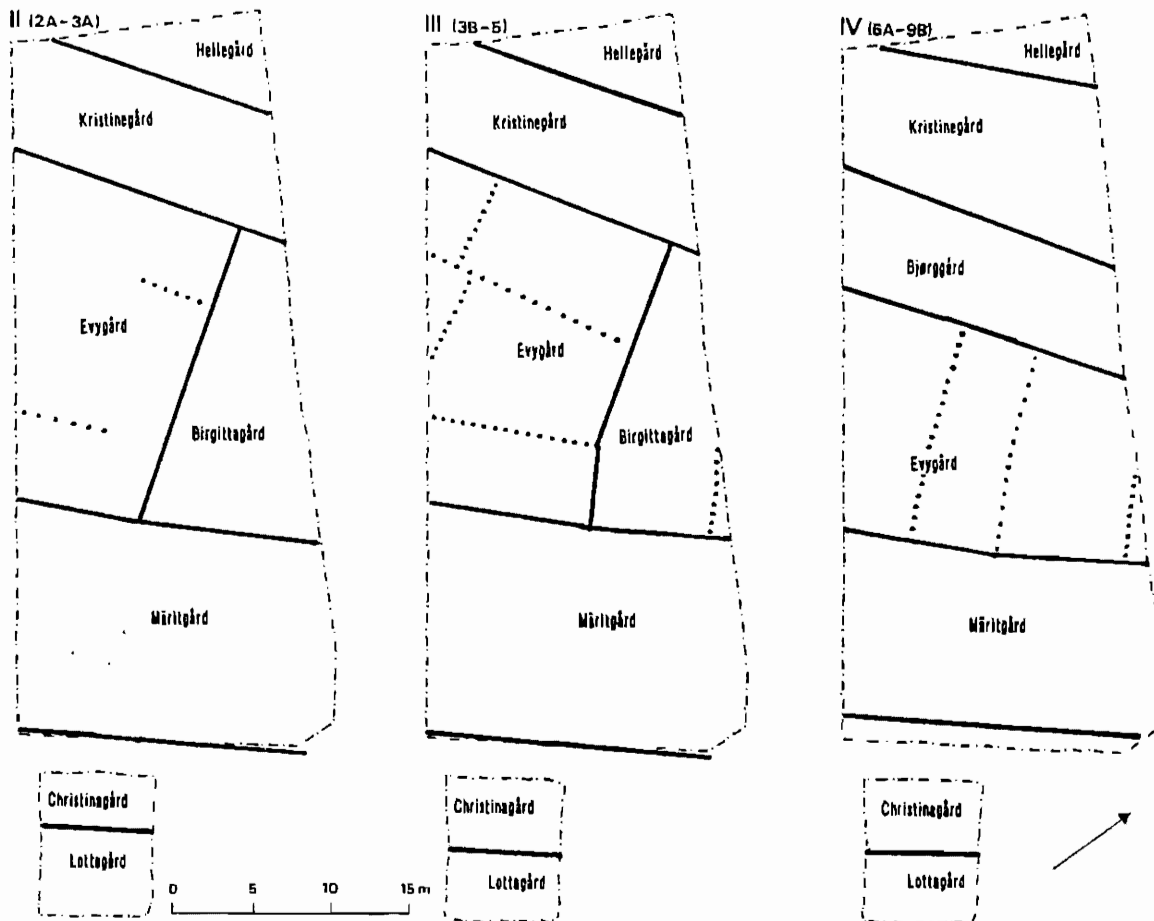 II (2A-3A)
Hellegård
Kristinegård
Evygård
Birgittagård
Märitgård
Christinagård
Lottagård
III (3B-5)
Hellegård
Kristinegård
Evygård
Birgittagård
Märitgård
Christinagård
Lottagård
IV (6A-9B)
Hellegård
Kristinegård
Bjørggård
Evygård
Märitgård
Christinagård
Lottagård
0 5 10 15 m